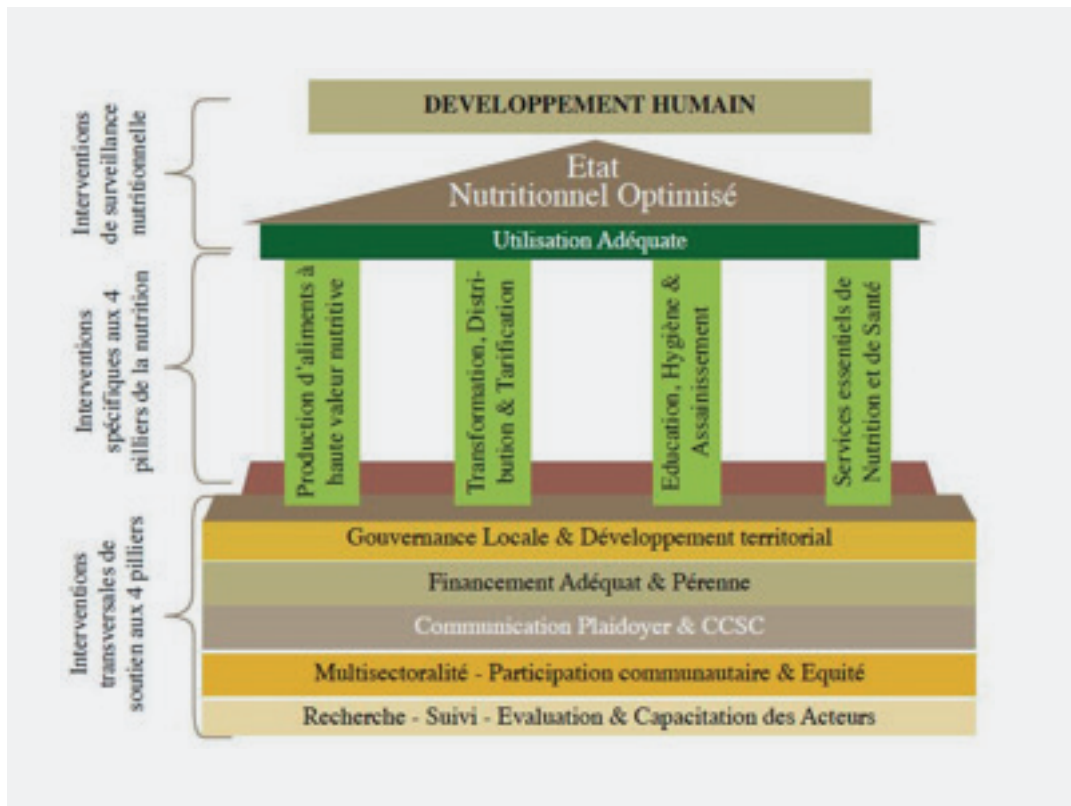 DEVELOPPEMENT HUMAIN
Etat
Nutritionnel Optimisé
Utilisation Adéquate
Interventions
de surveillance
nutritionnelle
Interventions
spécifiques aux 4
pilliers de la nutrition
Production d'aliments à
haute valeur nutritive
Transformation, Distri-
bution & Tarification
Education, Hygiène &
Assainissement
Services essentiels de
Nutrition et de Santé
Interventions
transversales de
soutien aux 4 pilliers
Gouvernance Locale & Développement territorial
Financement Adéquat & Pérenne
Communication Plaidoyer & CCSC
Multisectoralité - Participation communautaire & Equité
Recherche - Suivi - Evaluation & Capacitation des Acteurs